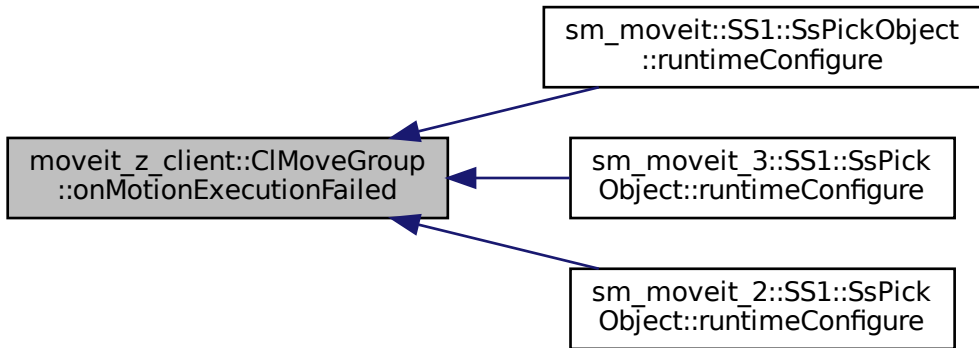 sm_moveit::SS1::SsPickObject
::runtimeConfigure
moveit_z_client::ClMoveGroup
::onMotionExecutionFailed
sm_moveit_3::SS1::SsPick
Object::runtimeConfigure
sm_moveit_2::SS1::SsPick
Object::runtimeConfigure